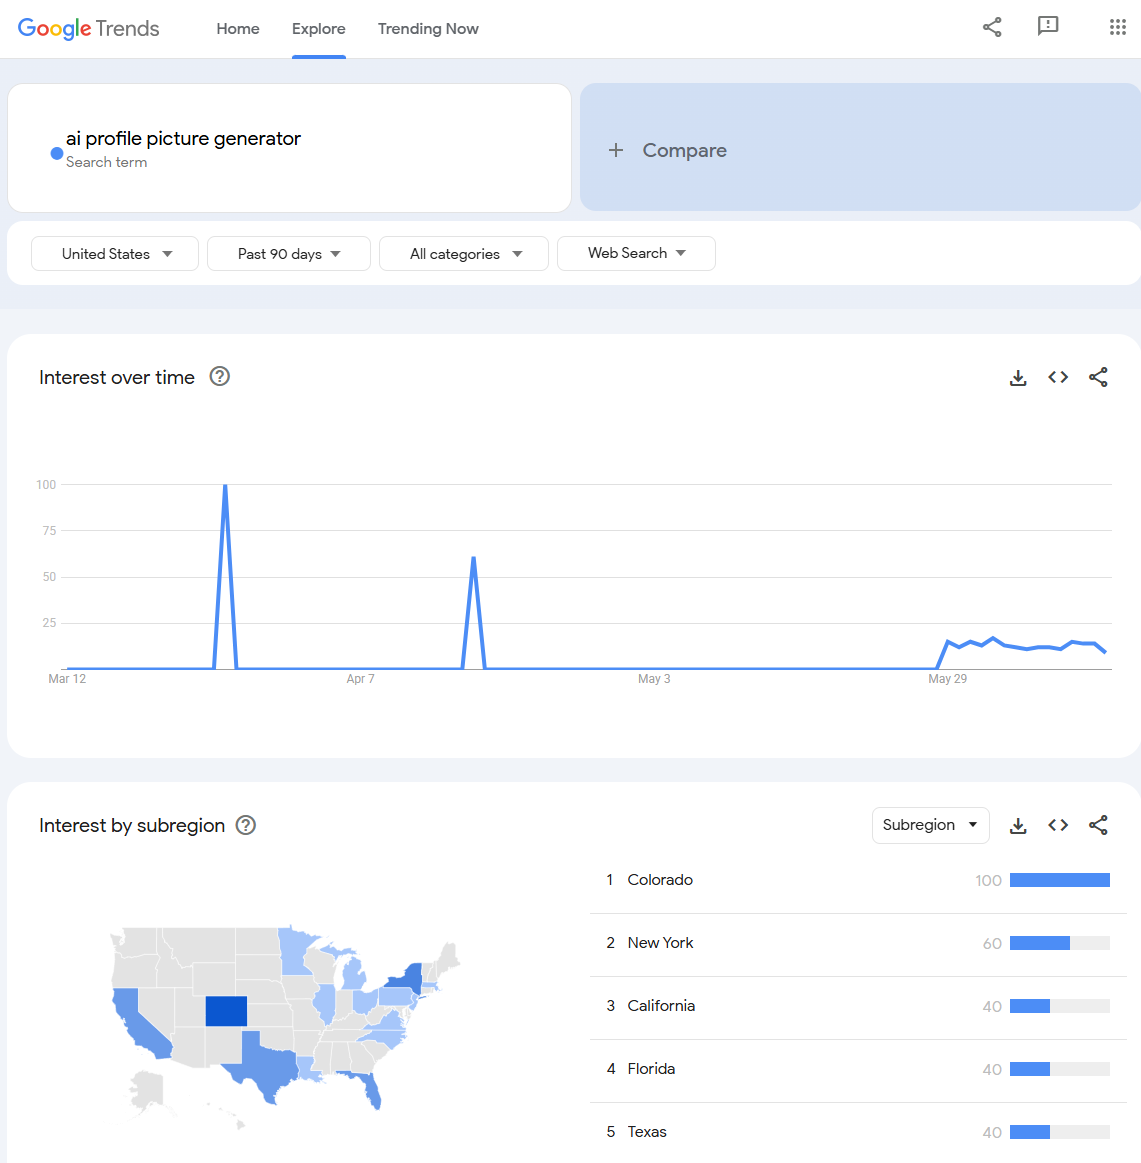 Google Trends
Home Explore Trending Now
ai profile picture generator
Search term
+ Compare
United States
Past 90 days
All categories
Web Search
Interest over time
100
75
50
25
Mar 12 Apr 7 May 3 May 29
Interest by subregion
Subregion
1 Colorado 100
2 New York 60
3 California 40
4 Florida 40
5 Texas 40